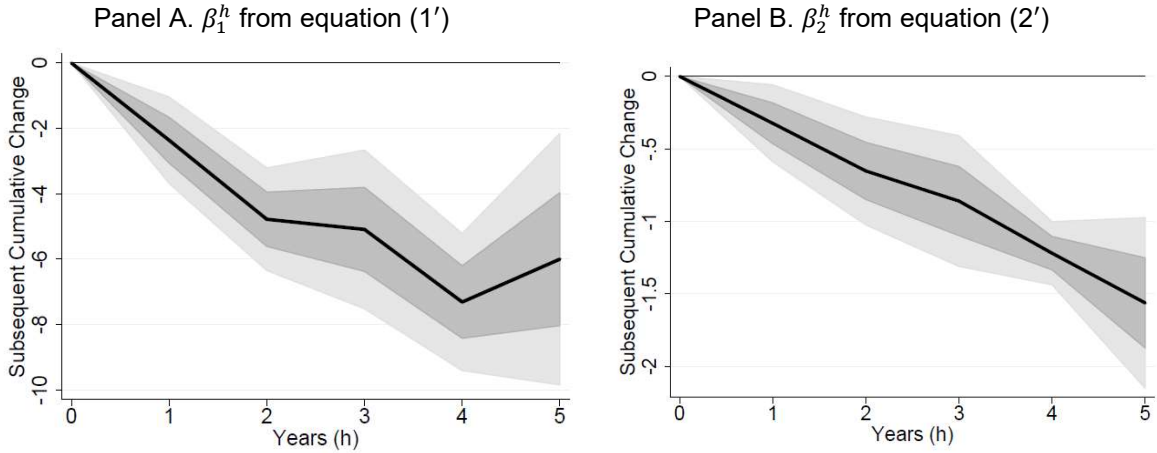 Panel A. β₁ʰ from equation (1′)
Subsequent Cumulative Change
0
-2
-4
-6
-8
-10
0 1 2 3 4 5
Years (h)
Panel B. β₂ʰ from equation (2′)
Subsequent Cumulative Change
0
-.5
-1
-1.5
-2
0 1 2 3 4 5
Years (h)